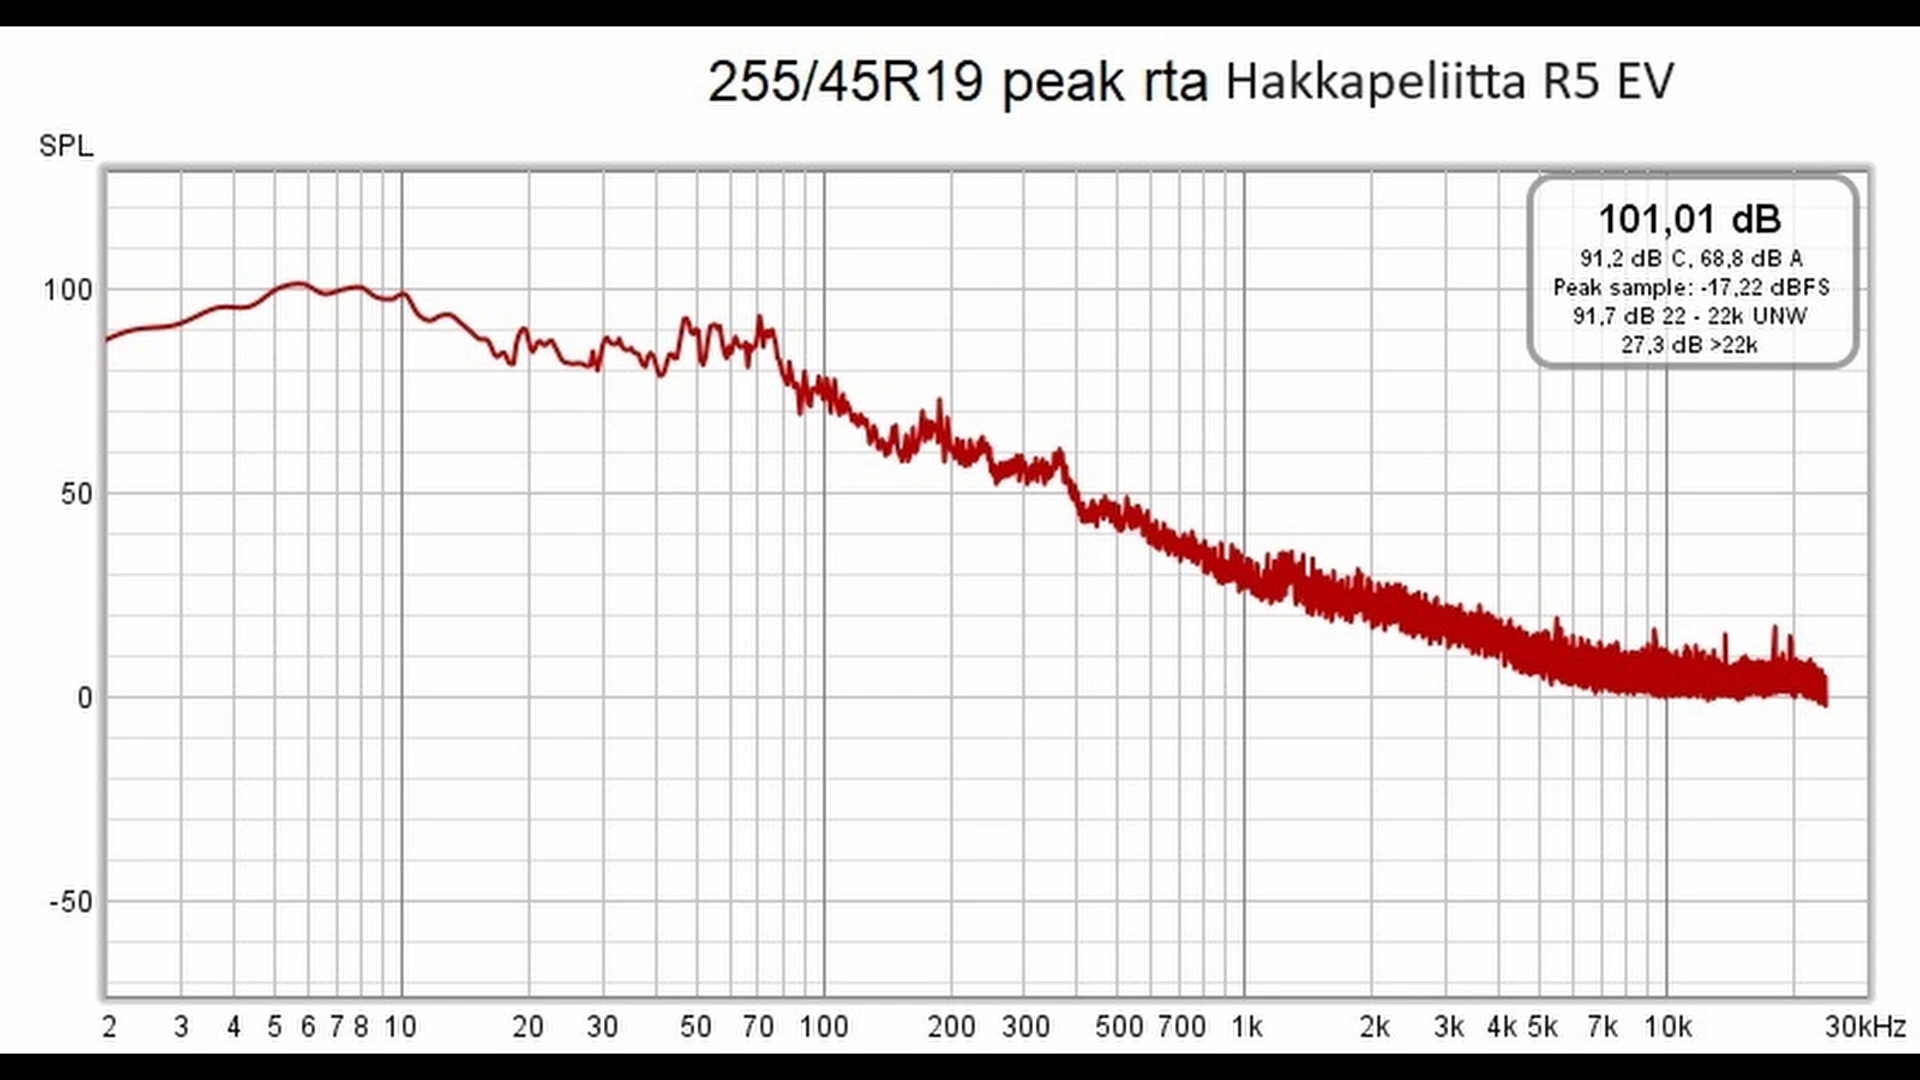 255/45R19 peak rta Hakkapeliitta R5 EV
SPL
101,01 dB
91,2 dB C, 68,8 dB A
Peak sample: -17,22 dBFS
91,7 dB 22 - 22k UNW
27,3 dB >22k
100
50
0
-50
2 3 4 5 6 7 8 10 20 30 50 70 100 200 300 500 700 1k 2k 3k 4k 5k 7k 10k 30kHz